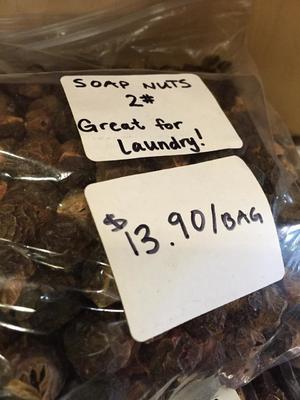 SOAP NUTS
2#
Great for
Laundry!
$13.90/BAG